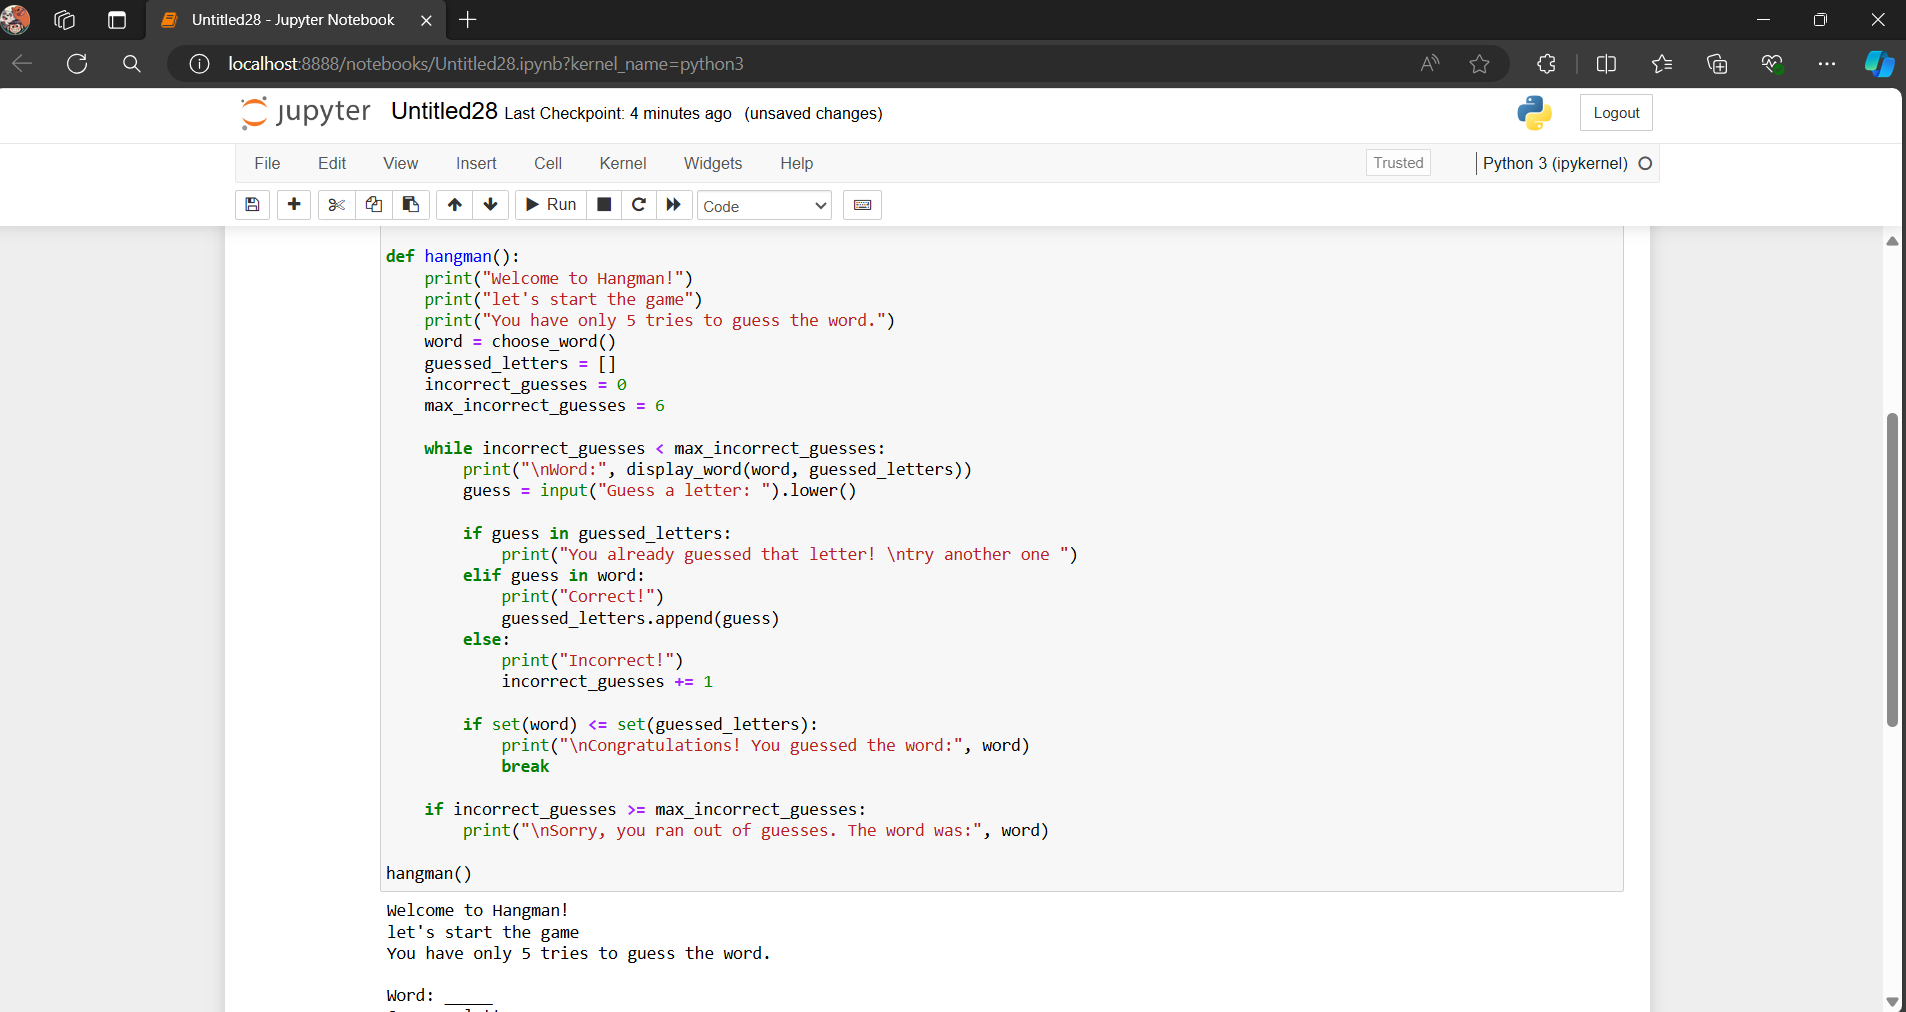 Untitled28 - Jupyter Notebook
localhost:8888/notebooks/Untitled28.ipynb?kernel_name=python3
jupyter Untitled28 Last Checkpoint: 4 minutes ago (unsaved changes) Logout
File Edit View Insert Cell Kernel Widgets Help Trusted Python 3 (ipykernel)
Run Code
def hangman():
    print("Welcome to Hangman!")
    print("let's start the game")
    print("You have only 5 tries to guess the word.")
    word = choose_word()
    guessed_letters = []
    incorrect_guesses = 0
    max_incorrect_guesses = 6
    while incorrect_guesses < max_incorrect_guesses:
        print("\nWord:", display_word(word, guessed_letters))
        guess = input("Guess a letter: ").lower()
        if guess in guessed_letters:
            print("You already guessed that letter! \ntry another one ")
        elif guess in word:
            print("Correct!")
            guessed_letters.append(guess)
        else:
            print("Incorrect!")
            incorrect_guesses += 1
        if set(word) <= set(guessed_letters):
            print("\nCongratulations! You guessed the word:", word)
            break
    if incorrect_guesses >= max_incorrect_guesses:
        print("\nSorry, you ran out of guesses. The word was:", word)
hangman()
Welcome to Hangman!
let's start the game
You have only 5 tries to guess the word.
Word: _____